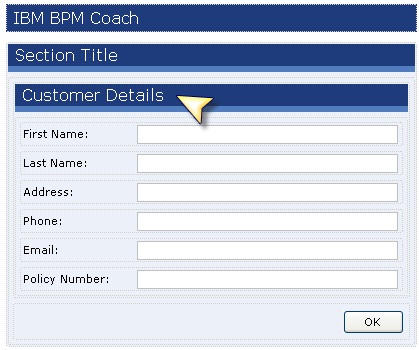 IBM BPM Coach
Section Title
Customer Details
First Name:
Last Name:
Address:
Phone:
Email:
Policy Number:
OK